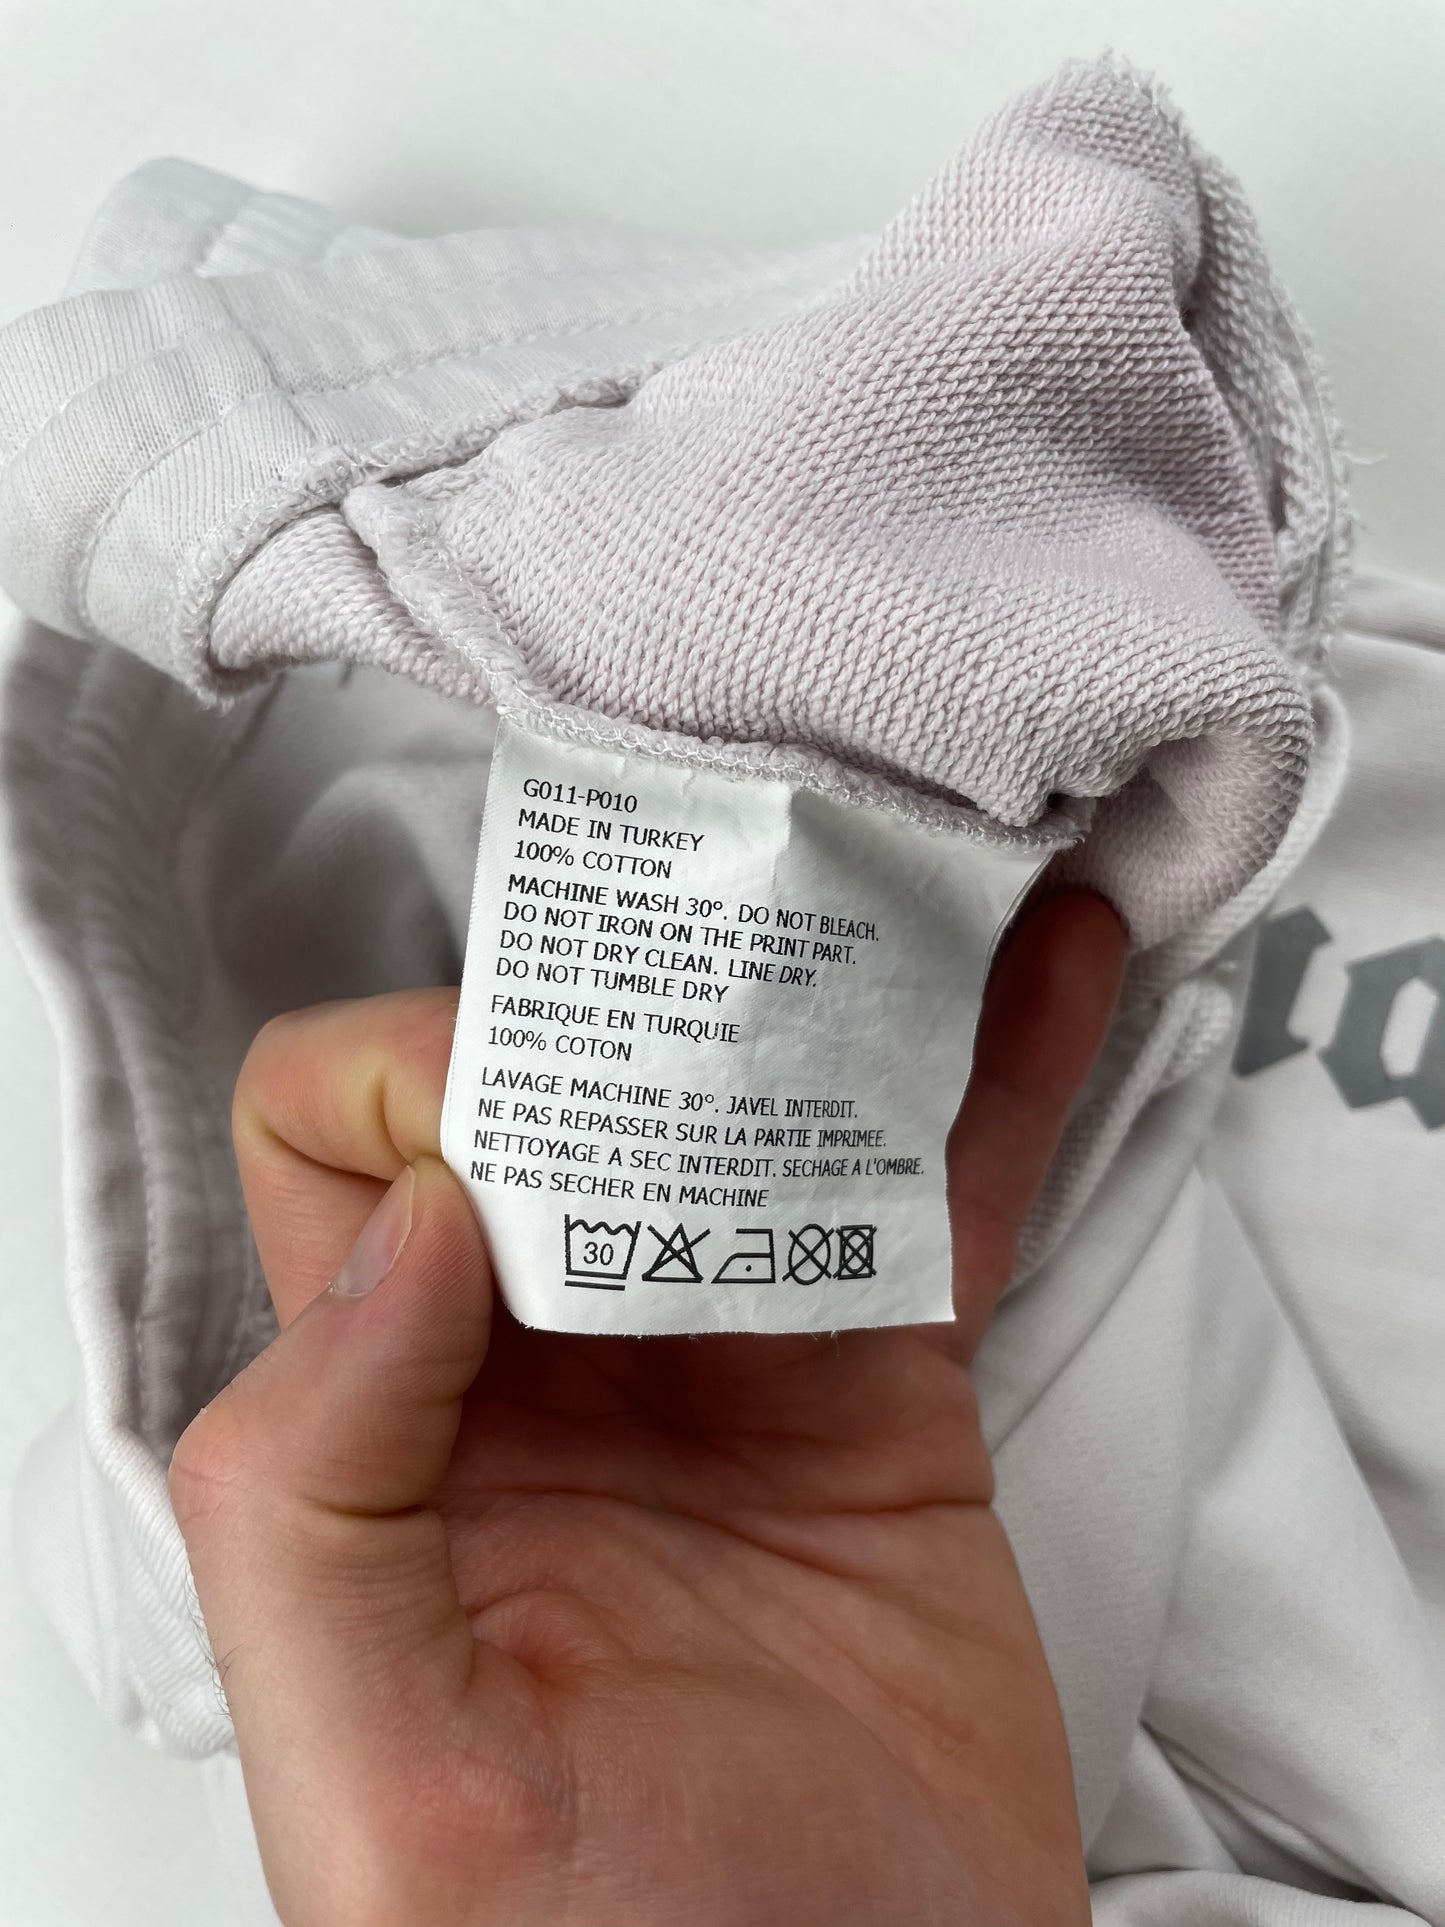 G011-P010
MADE IN TURKEY
100% COTTON
MACHINE WASH 30°. DO NOT BLEACH.
DO NOT IRON ON THE PRINT PART.
DO NOT DRY CLEAN. LINE DRY.
DO NOT TUMBLE DRY
FABRIQUE EN TURQUIE
100% COTON
LAVAGE MACHINE 30°. JAVEL INTERDIT.
NE PAS REPASSER SUR LA PARTIE IMPRIMEE.
NETTOYAGE A SEC INTERDIT. SECHAGE A L'OMBRE.
NE PAS SECHER EN MACHINE
30